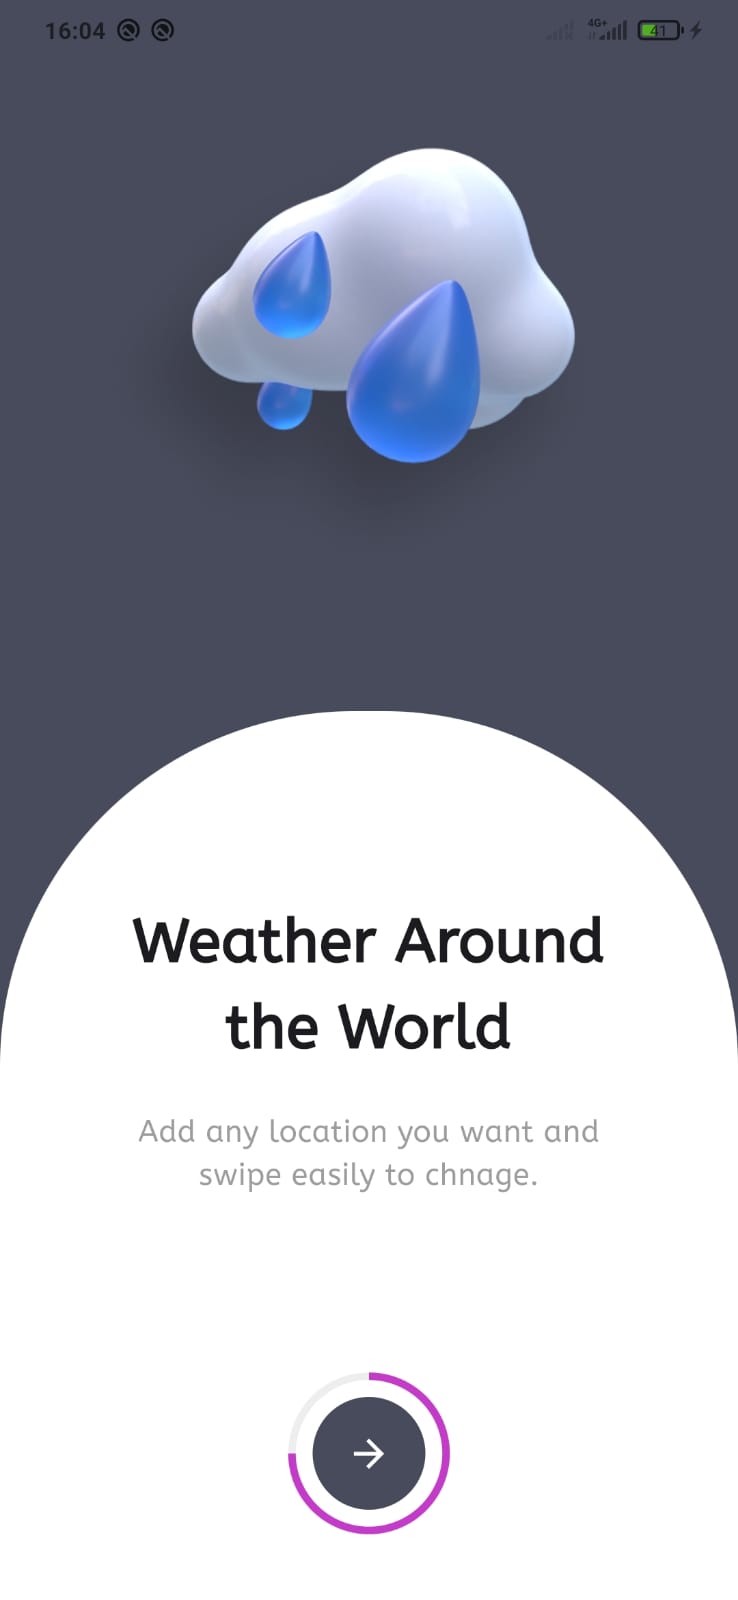 16:04
4G+
41
Weather Around
the World
Add any location you want and
swipe easily to chnage.